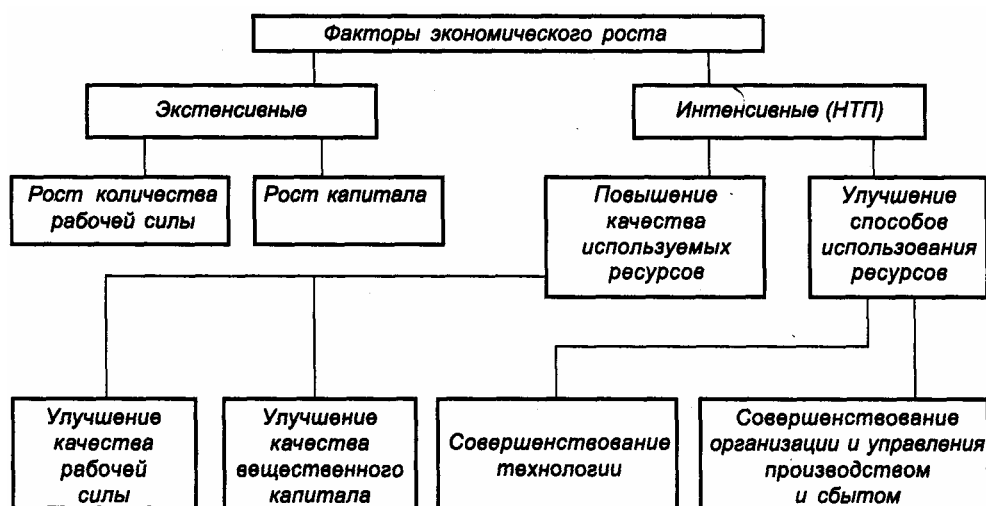 Факторы экономического роста
Экстенсивные
Интенсивные (НТП)
Рост количества
рабочей силы
Рост капитала
Повышение
качества
используемых
ресурсов
Улучшение
способов
использования
ресурсов
Улучшение
качества
рабочей
силы
Улучшение
качества
вещественного
капитала
Совершенствование
технологии
Совершенствование
организации и управления
производством
и сбытом